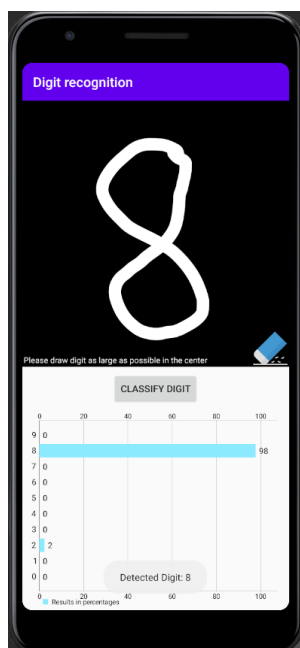 Digit recognition
8
Please draw digit as large as possible in the center
CLASSIFY DIGIT
0 20 40 60 80 100
9 0
8 98
7 0
6 0
5 0
4 0
3 0
2 2
1 0
0 0
Detected Digit: 8
0 20 40 60 80 100
Results in percentages